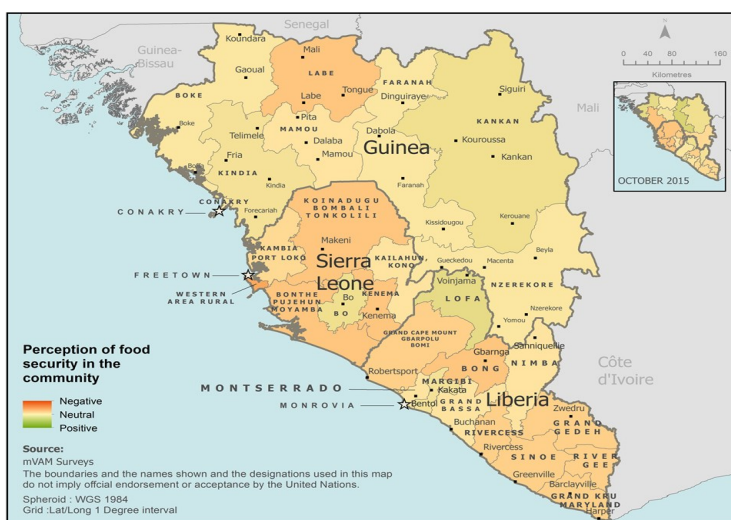 Senegal
Guinea-
Bissau
Koundara
Mali
Gaoual
LABE
FARANAH
Tongue
Dinguiraye
Labe
Siguiri
BOKE
Boke
Pita
Telimele
MAMOU
Dabola
Dalaba
Guinea
KANKAN
Kouroussa
Kankan
Mali
Fria
Mamou
Boffa
KINDIA
Kindia
Faranah
CONAKRY
CONAKRY
Forecariah
KOINADUGU
BOMBALI
TONKOLILI
Kissidougou
Kerouane
Makeni
KAMBIA
PORT LOKO
Sierra
Leone
KAILAHUN,
KONO
Gueckedou
Macenta
Beyla
FREETOWN
WESTERN
AREA RURAL
Voinjama
NZEREKORE
BONTHE
PUJEHUN
MOYAMBA
Bo
BO
KENEMA
Kenema
LOFA
Nzerekore
Yomou
GRAND CAPE MOUNT
GBARPOLU
BOMI
Sanniquellie
Gbarnga
NIMBA
BONG
Robertsport
MONTSERRADO
MARGIBI
Kakata
MONROVIA
Bentol
GRAND
BASSA
Liberia
Côte
d'Ivoire
Buchanan
Zwedru
GRAND
GEDEH
RIVERCESS
Rivercess
SINOE
RIVER
GEE
Greenville
Barclayville
GRAND KRU
MARYLAND
Harper
0 40 80 160
Kilometres
OCTOBER 2015
Perception of food
security in the
community
Negative
Neutral
Positive
Source:
mVAM Surveys
The boundaries and the names shown and the designations used in this map
do not imply offcial endorsement or acceptance by the United Nations.
Spheroid : WGS 1984
Grid :Lat/Long 1 Degree interval